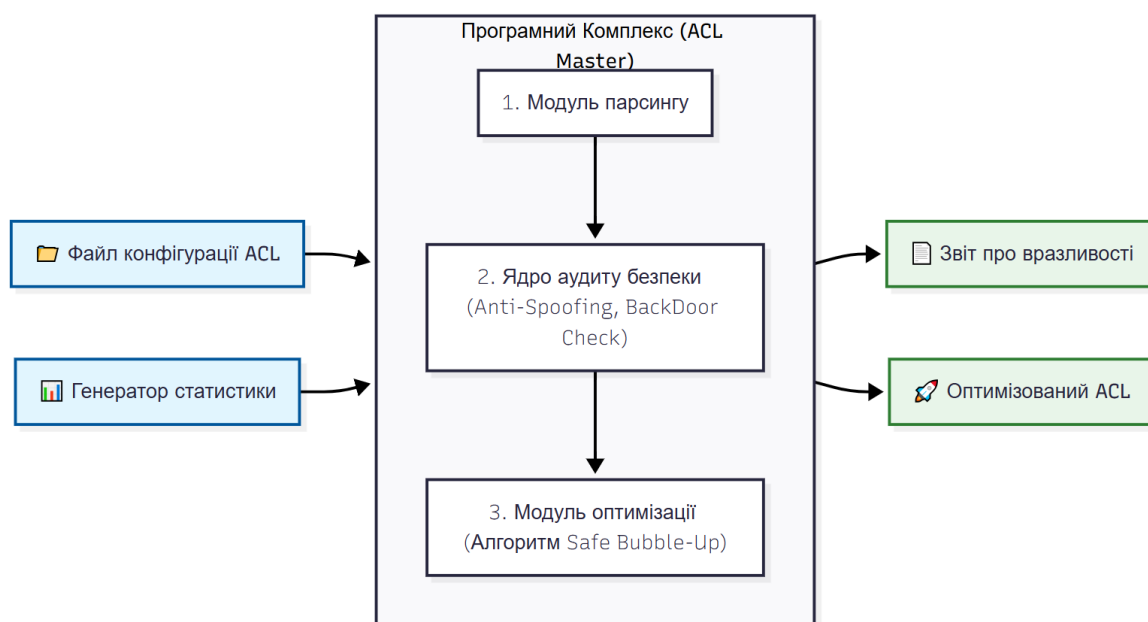 Програмний Комплекс (ACL
Master)
1. Модуль парсингу
📁 Файл конфігурації ACL
📊 Генератор статистики
2. Ядро аудиту безпеки
(Anti-Spoofing, BackDoor
Check)
3. Модуль оптимізації
(Алгоритм Safe Bubble-Up)
📄 Звіт про вразливості
🚀 Оптимізований ACL